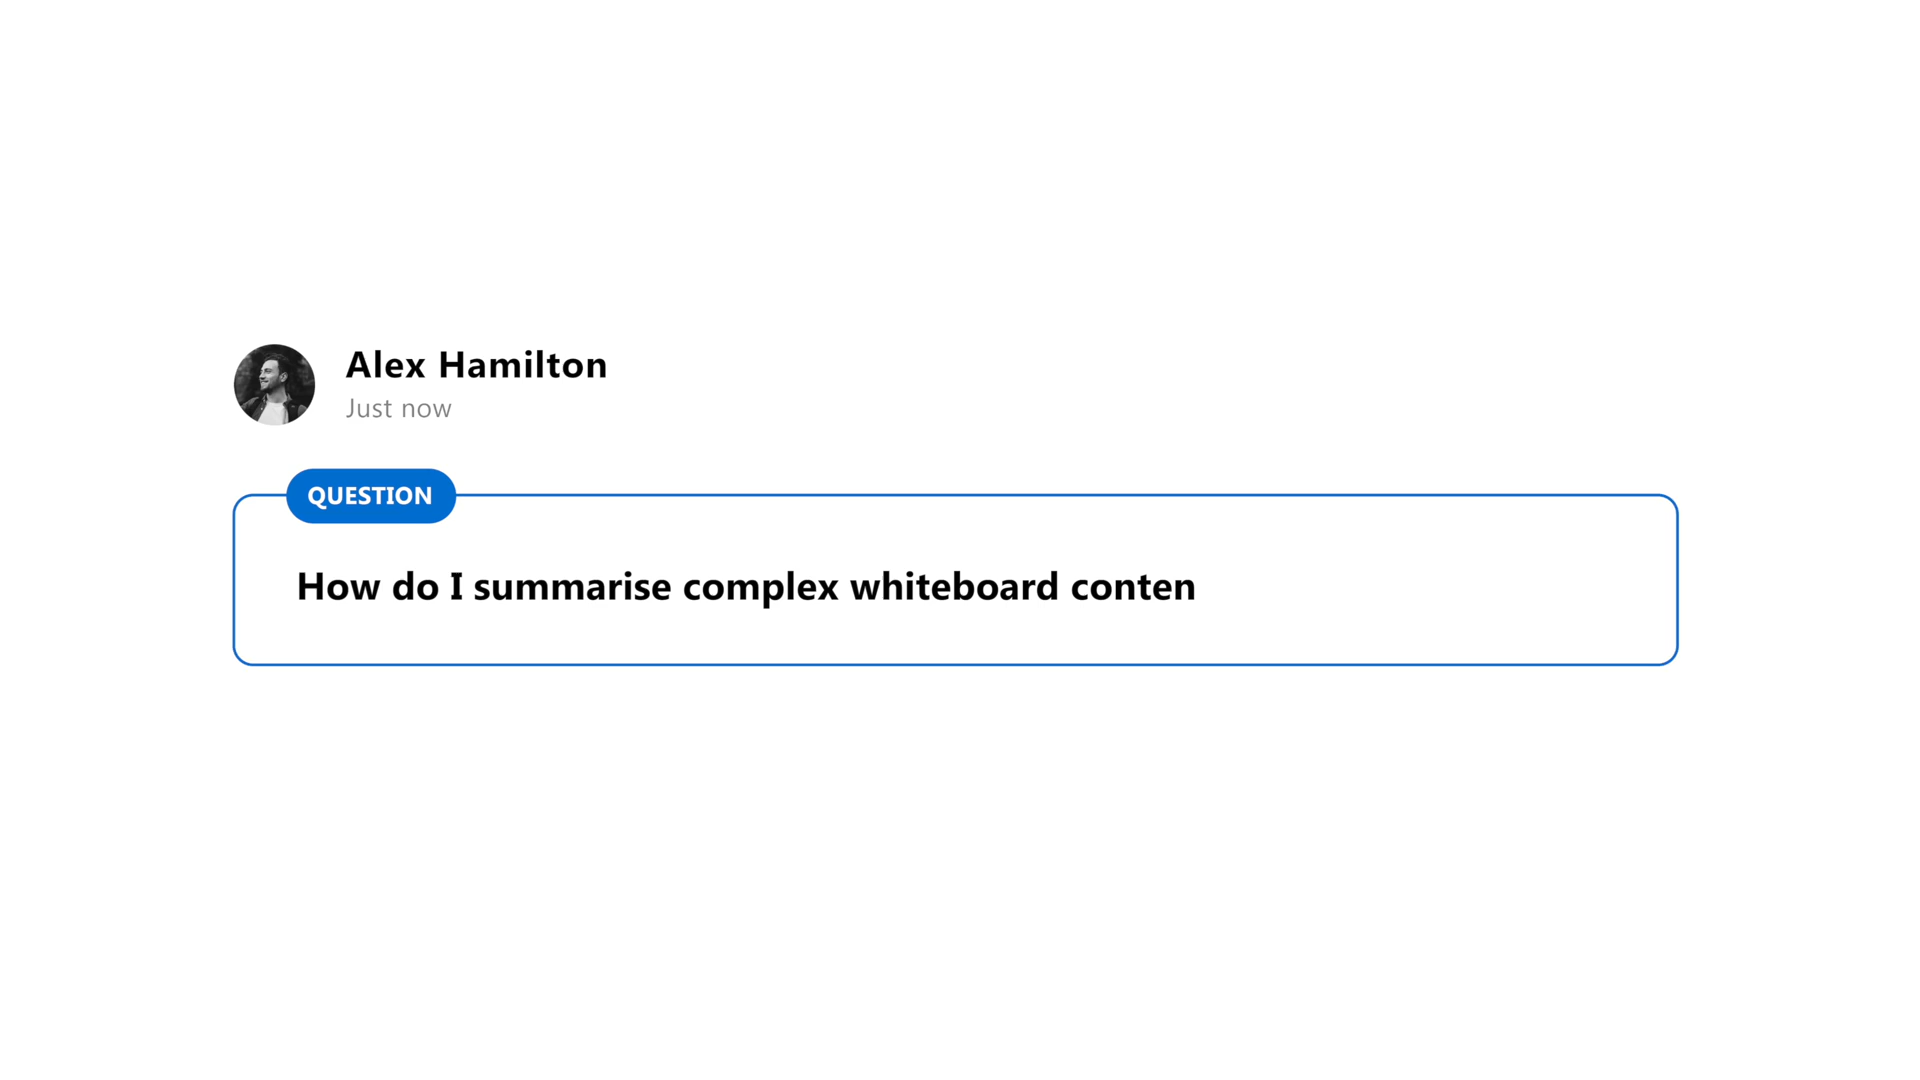 Alex Hamilton
Just now
QUESTION
How do I summarise complex whiteboard conten